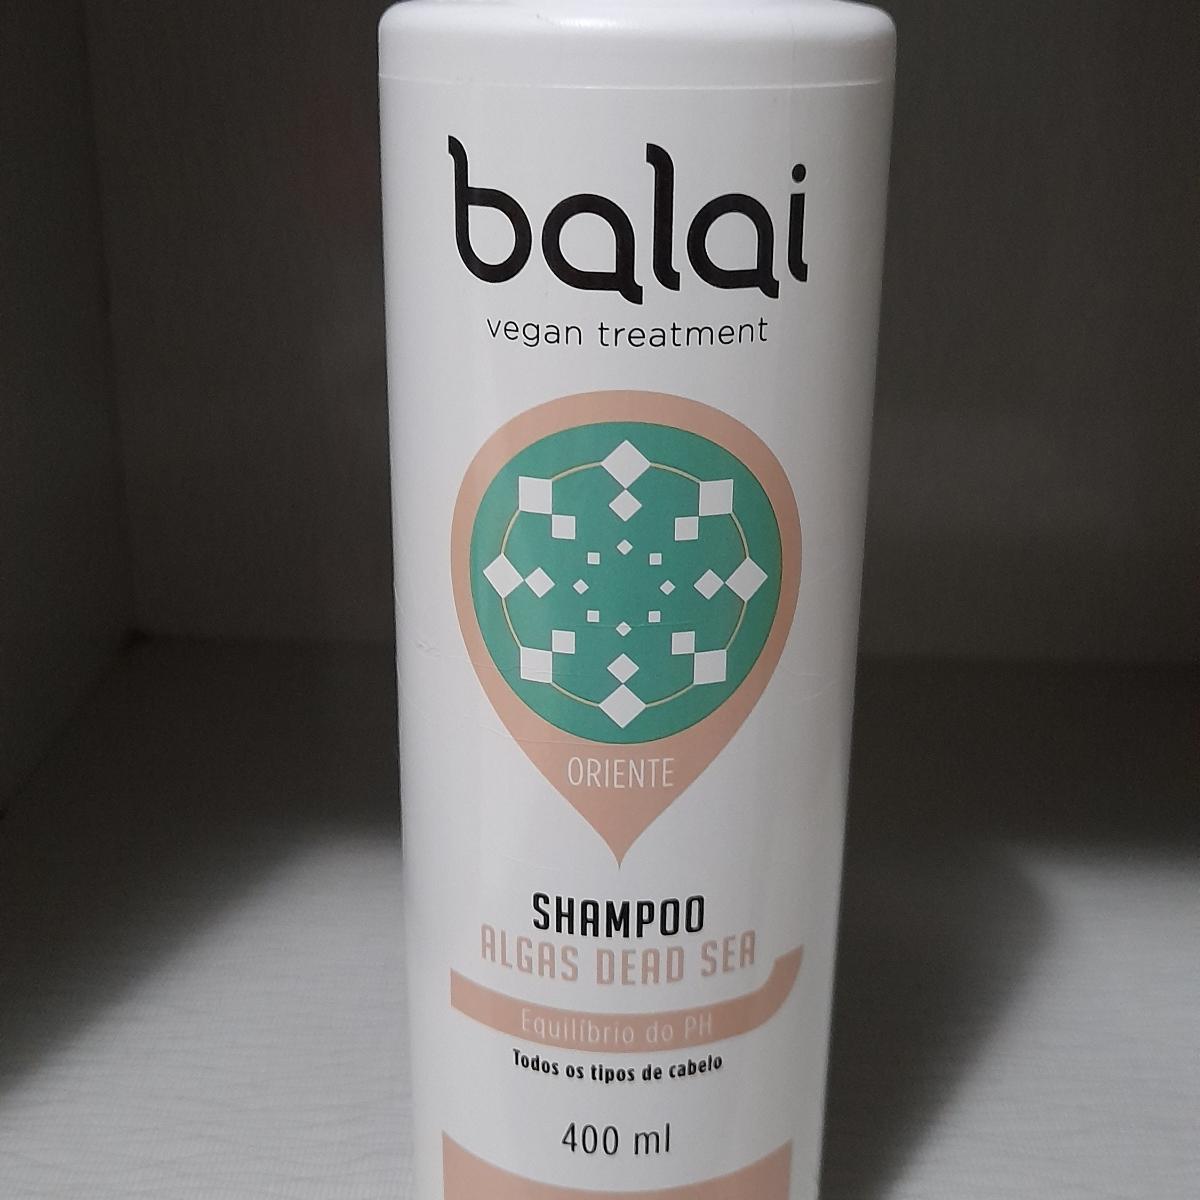 balai
vegan treatment
ORIENTE
SHAMPOO
ALGAS DEAD SEA
Equilíbrio do PH
Todos os tipos de cabelo
400 ml